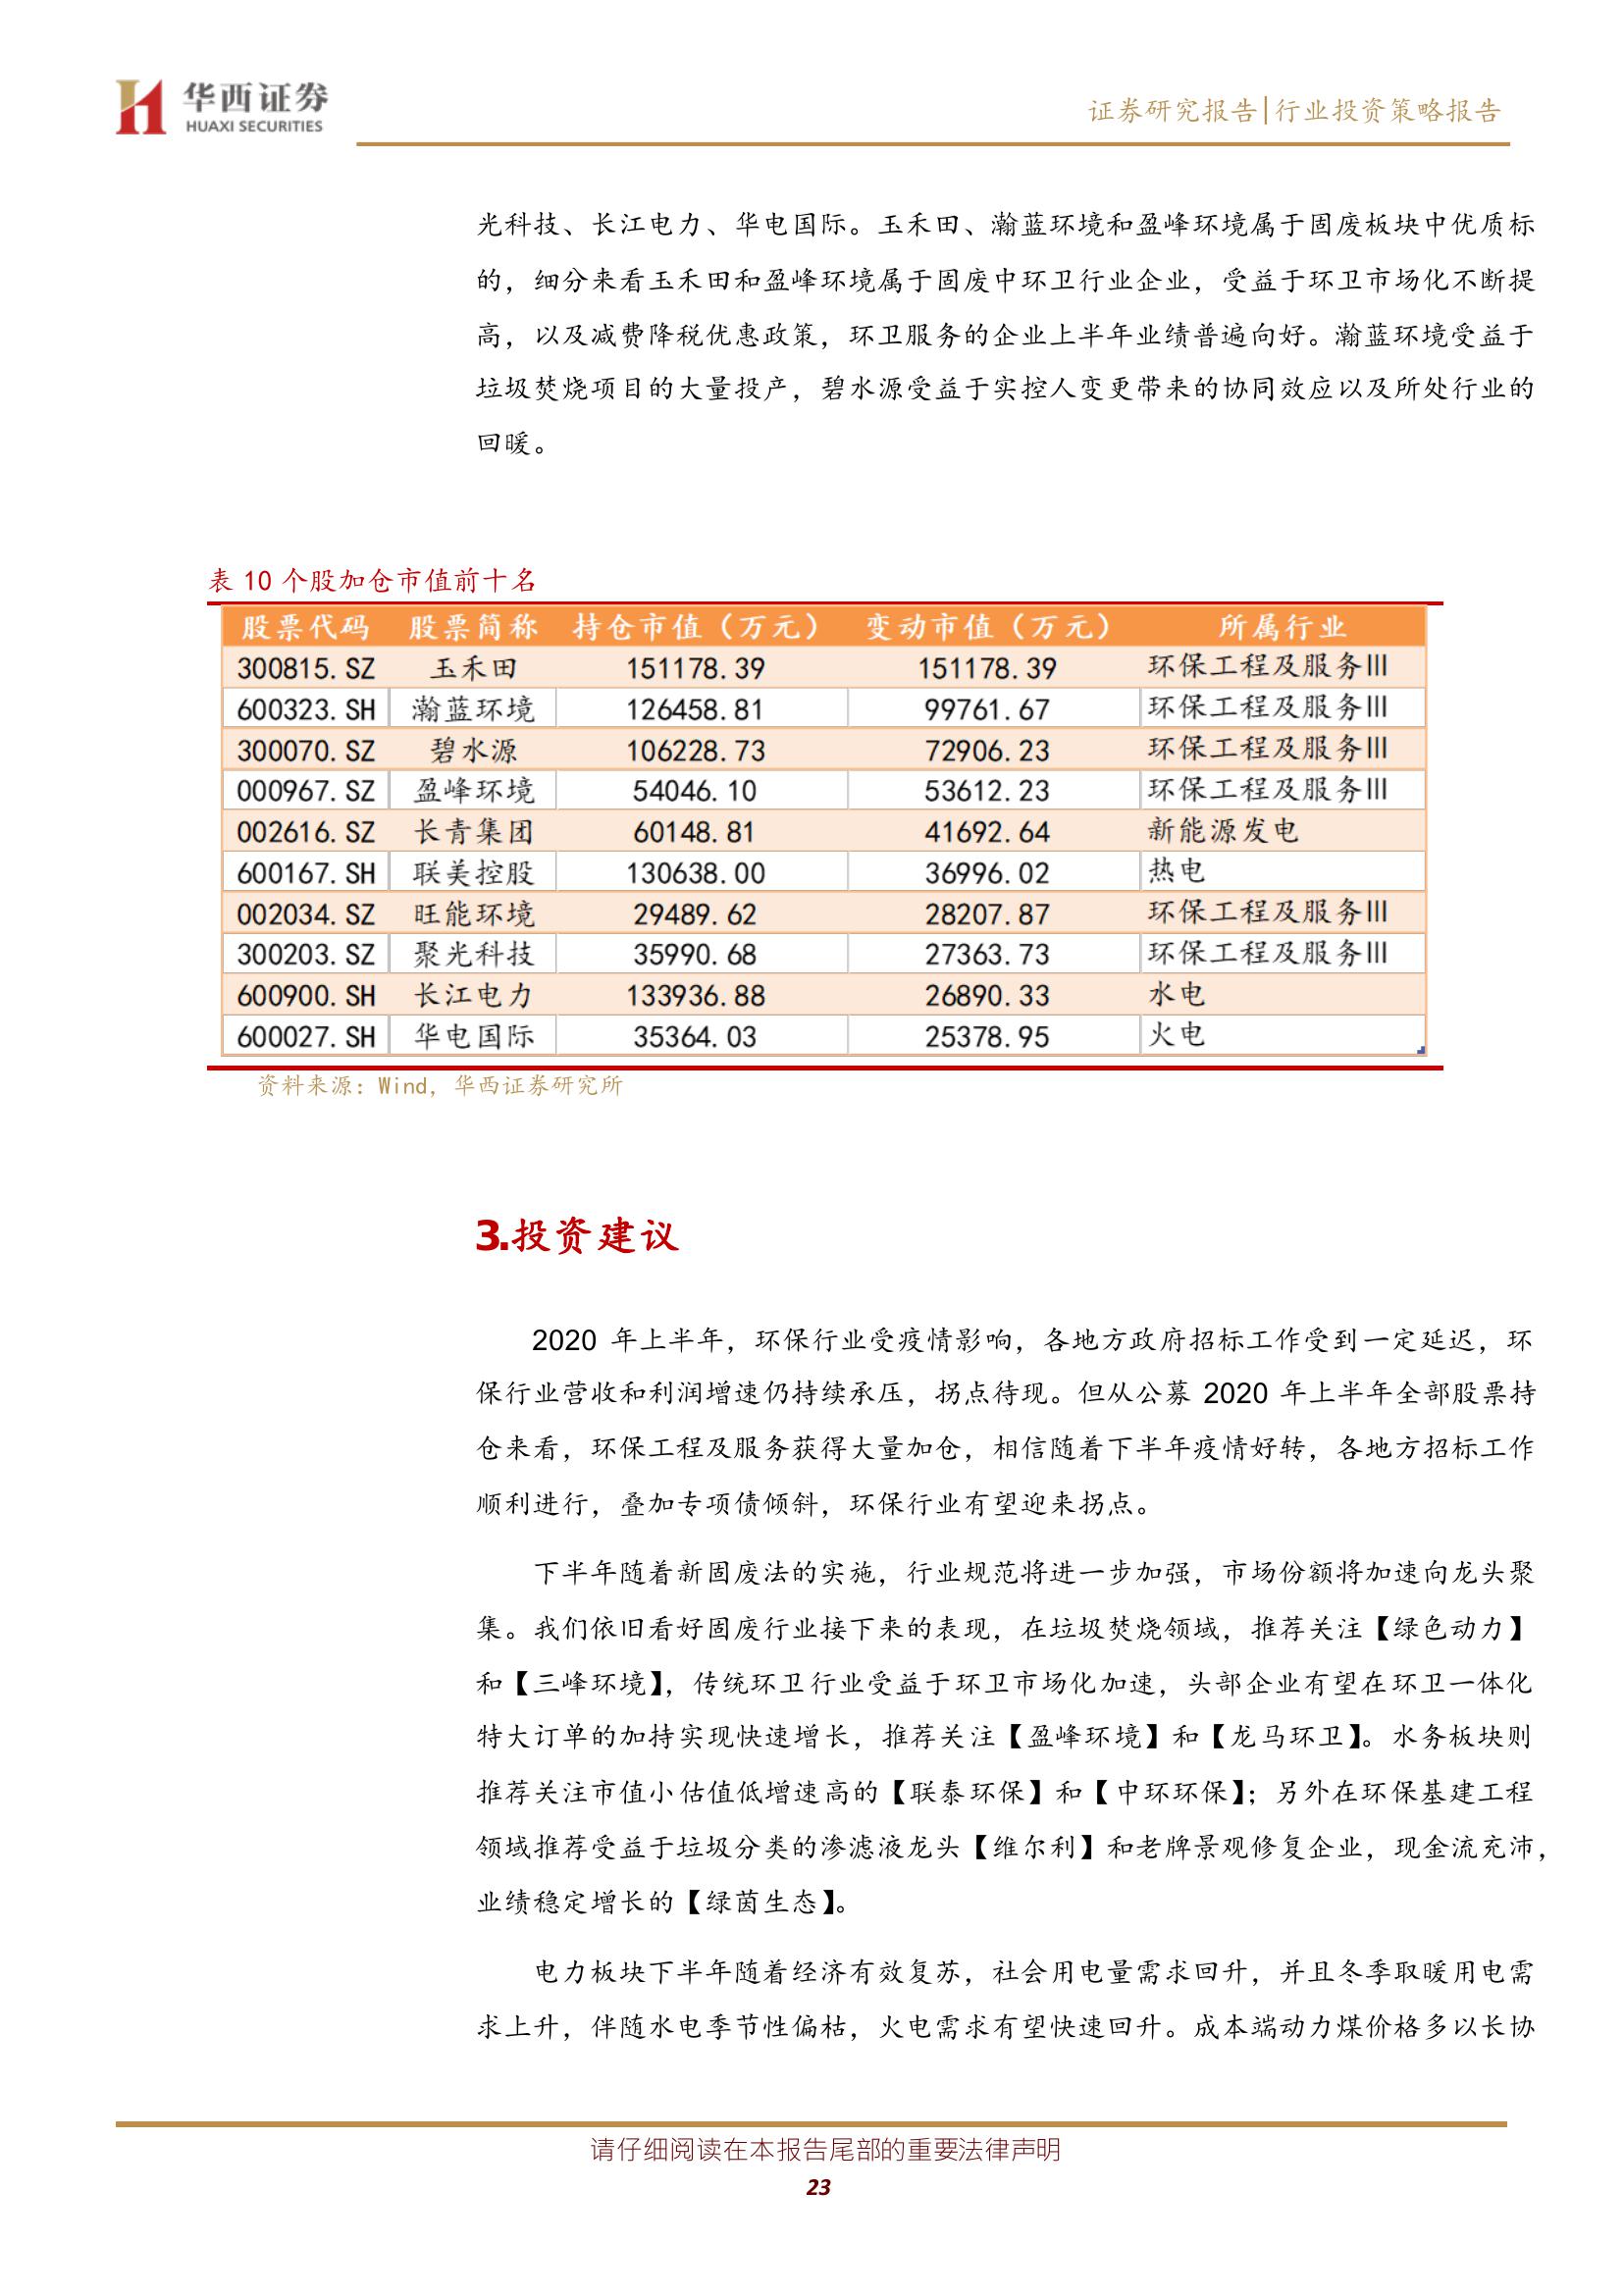 华西证券
HUAXI SECURITIES
证券研究报告|行业投资策略报告
光科技、长江电力、华电国际。玉禾田、瀚蓝环境和盈峰环境属于固废板块中优质标
的，细分来看玉禾田和盈峰环境属于固废中环卫行业企业，受益于环卫市场化不断提
高，以及减费降税优惠政策，环卫服务的企业上半年业绩普遍向好。瀚蓝环境受益于
垃圾焚烧项目的大量投产，碧水源受益于实控人变更带来的协同效应以及所处行业的
回暖。
表 10 个股加仓市值前十名
股票代码 股票简称 持仓市值（万元） 变动市值（万元） 所属行业
300815.SZ 玉禾田 151178.39 151178.39 环保工程及服务Ⅲ
600323.SH 瀚蓝环境 126458.81 99761.67 环保工程及服务Ⅲ
300070.SZ 碧水源 106228.73 72906.23 环保工程及服务Ⅲ
000967.SZ 盈峰环境 54046.10 53612.23 环保工程及服务Ⅲ
002616.SZ 长青集团 60148.81 41692.64 新能源发电
600167.SH 联美控股 130638.00 36996.02 热电
002034.SZ 旺能环境 29489.62 28207.87 环保工程及服务Ⅲ
300203.SZ 聚光科技 35990.68 27363.73 环保工程及服务Ⅲ
600900.SH 长江电力 133936.88 26890.33 水电
600027.SH 华电国际 35364.03 25378.95 火电
资料来源：Wind，华西证券研究所
3.投资建议
2020 年上半年，环保行业受疫情影响，各地方政府招标工作受到一定延迟，环
保行业营收和利润增速仍持续承压，拐点待现。但从公募 2020 年上半年全部股票持
仓来看，环保工程及服务获得大量加仓，相信随着下半年疫情好转，各地方招标工作
顺利进行，叠加专项债倾斜，环保行业有望迎来拐点。
下半年随着新固废法的实施，行业规范将进一步加强，市场份额将加速向龙头聚
集。我们依旧看好固废行业接下来的表现，在垃圾焚烧领域，推荐关注【绿色动力】
和【三峰环境】，传统环卫行业受益于环卫市场化加速，头部企业有望在环卫一体化
特大订单的加持实现快速增长，推荐关注【盈峰环境】和【龙马环卫】。水务板块则
推荐关注市值小估值低增速高的【联泰环保】和【中环环保】；另外在环保基建工程
领域推荐受益于垃圾分类的渗滤液龙头【维尔利】和老牌景观修复企业，现金流充沛，
业绩稳定增长的【绿茵生态】。
电力板块下半年随着经济有效复苏，社会用电量需求回升，并且冬季取暖用电需
求上升，伴随水电季节性偏枯，火电需求有望快速回升。成本端动力煤价格多以长协
请仔细阅读在本报告尾部的重要法律声明
23